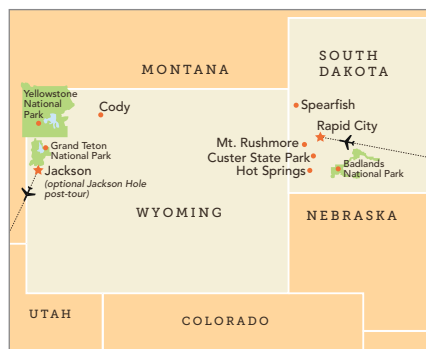 MONTANA
SOUTH
DAKOTA
Yellowstone
National
Park
Cody
Spearfish
Rapid City
Mt. Rushmore
Custer State Park
Hot Springs
Badlands
National Park
Grand Teton
National Park
Jackson
(optional Jackson Hole
post-tour)
WYOMING
NEBRASKA
UTAH
COLORADO